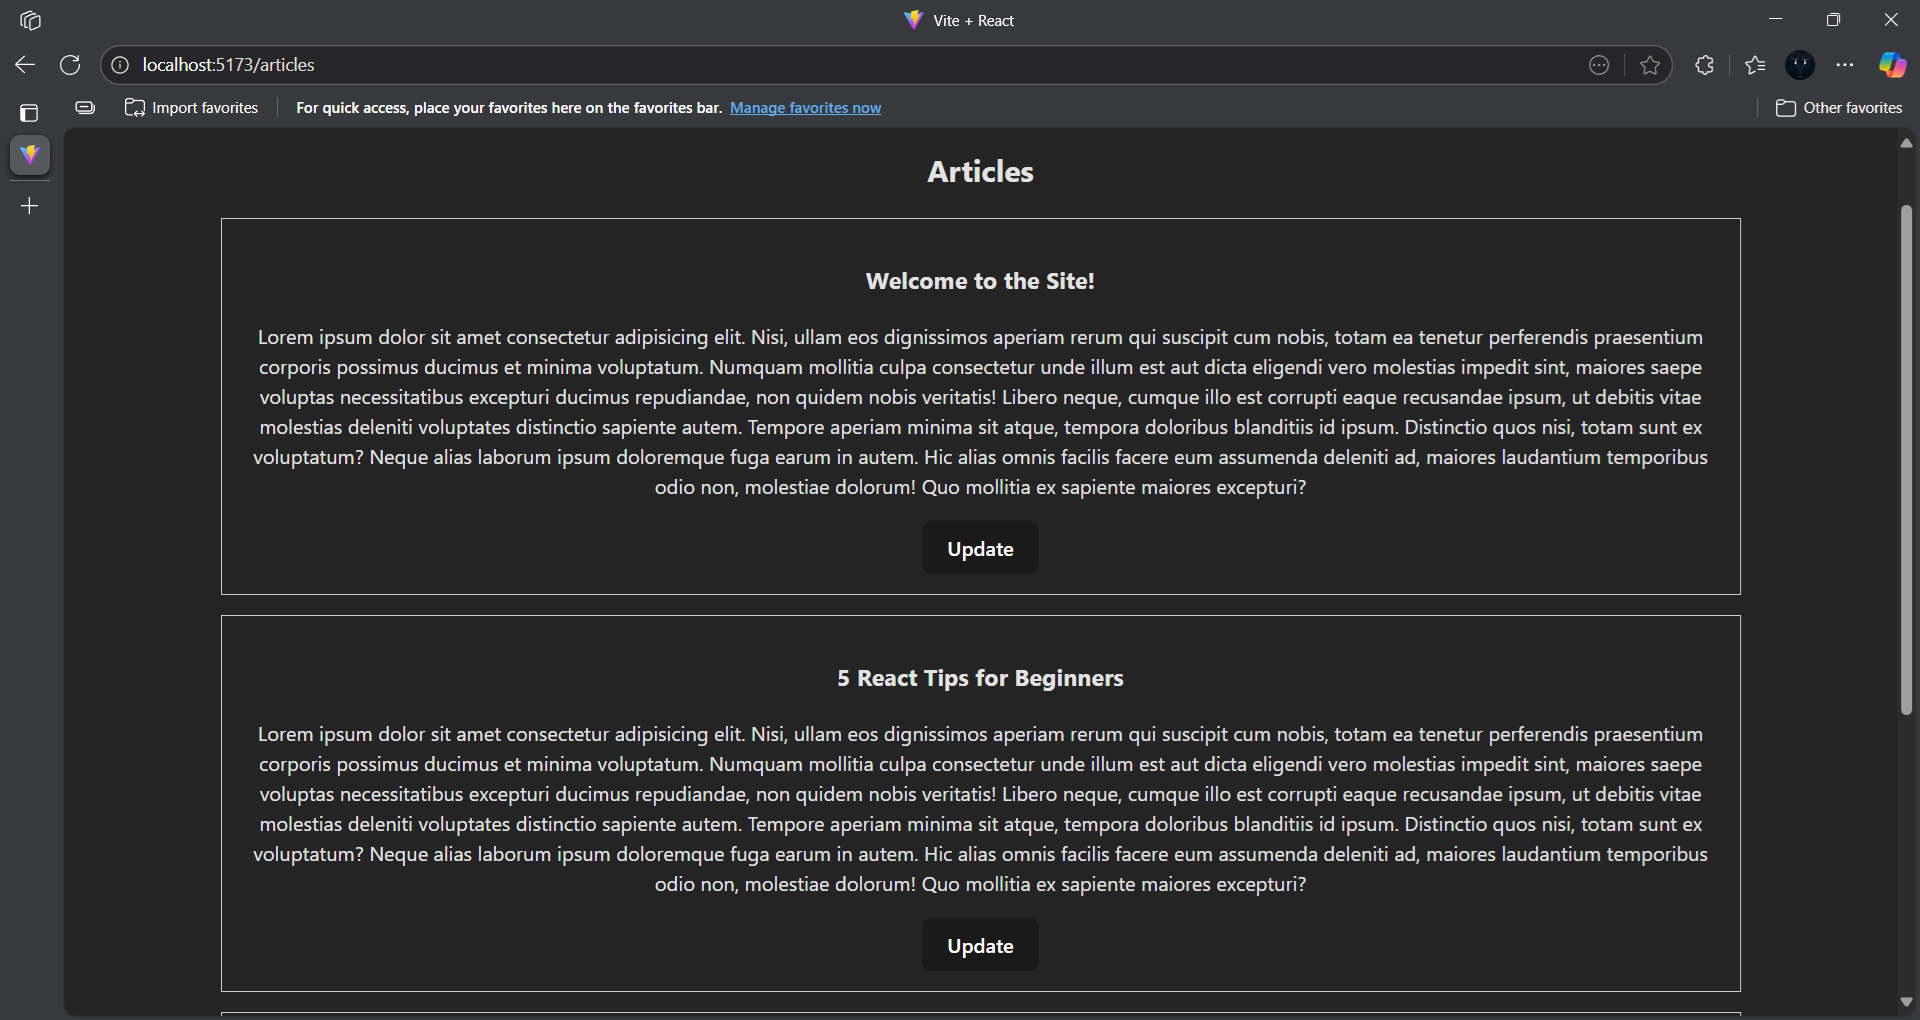 Vite + React
localhost:5173/articles
Import favorites
For quick access, place your favorites here on the favorites bar. Manage favorites now
Other favorites
Articles
Welcome to the Site!
Lorem ipsum dolor sit amet consectetur adipisicing elit. Nisi, ullam eos dignissimos aperiam rerum qui suscipit cum nobis, totam ea tenetur perferendis praesentium
corporis possimus ducimus et minima voluptatum. Numquam mollitia culpa consectetur unde illum est aut dicta eligendi vero molestias impedit sint, maiores saepe
voluptas necessitatibus excepturi ducimus repudiandae, non quidem nobis veritatis! Libero neque, cumque illo est corrupti eaque recusandae ipsum, ut debitis vitae
molestias deleniti voluptates distinctio sapiente autem. Tempore aperiam minima sit atque, tempora doloribus blanditiis id ipsum. Distinctio quos nisi, totam sunt ex
voluptatum? Neque alias laborum ipsum doloremque fuga earum in autem. Hic alias omnis facilis facere eum assumenda deleniti ad, maiores laudantium temporibus
odio non, molestiae dolorum! Quo mollitia ex sapiente maiores excepturi?
Update
5 React Tips for Beginners
Lorem ipsum dolor sit amet consectetur adipisicing elit. Nisi, ullam eos dignissimos aperiam rerum qui suscipit cum nobis, totam ea tenetur perferendis praesentium
corporis possimus ducimus et minima voluptatum. Numquam mollitia culpa consectetur unde illum est aut dicta eligendi vero molestias impedit sint, maiores saepe
voluptas necessitatibus excepturi ducimus repudiandae, non quidem nobis veritatis! Libero neque, cumque illo est corrupti eaque recusandae ipsum, ut debitis vitae
molestias deleniti voluptates distinctio sapiente autem. Tempore aperiam minima sit atque, tempora doloribus blanditiis id ipsum. Distinctio quos nisi, totam sunt ex
voluptatum? Neque alias laborum ipsum doloremque fuga earum in autem. Hic alias omnis facilis facere eum assumenda deleniti ad, maiores laudantium temporibus
odio non, molestiae dolorum! Quo mollitia ex sapiente maiores excepturi?
Update